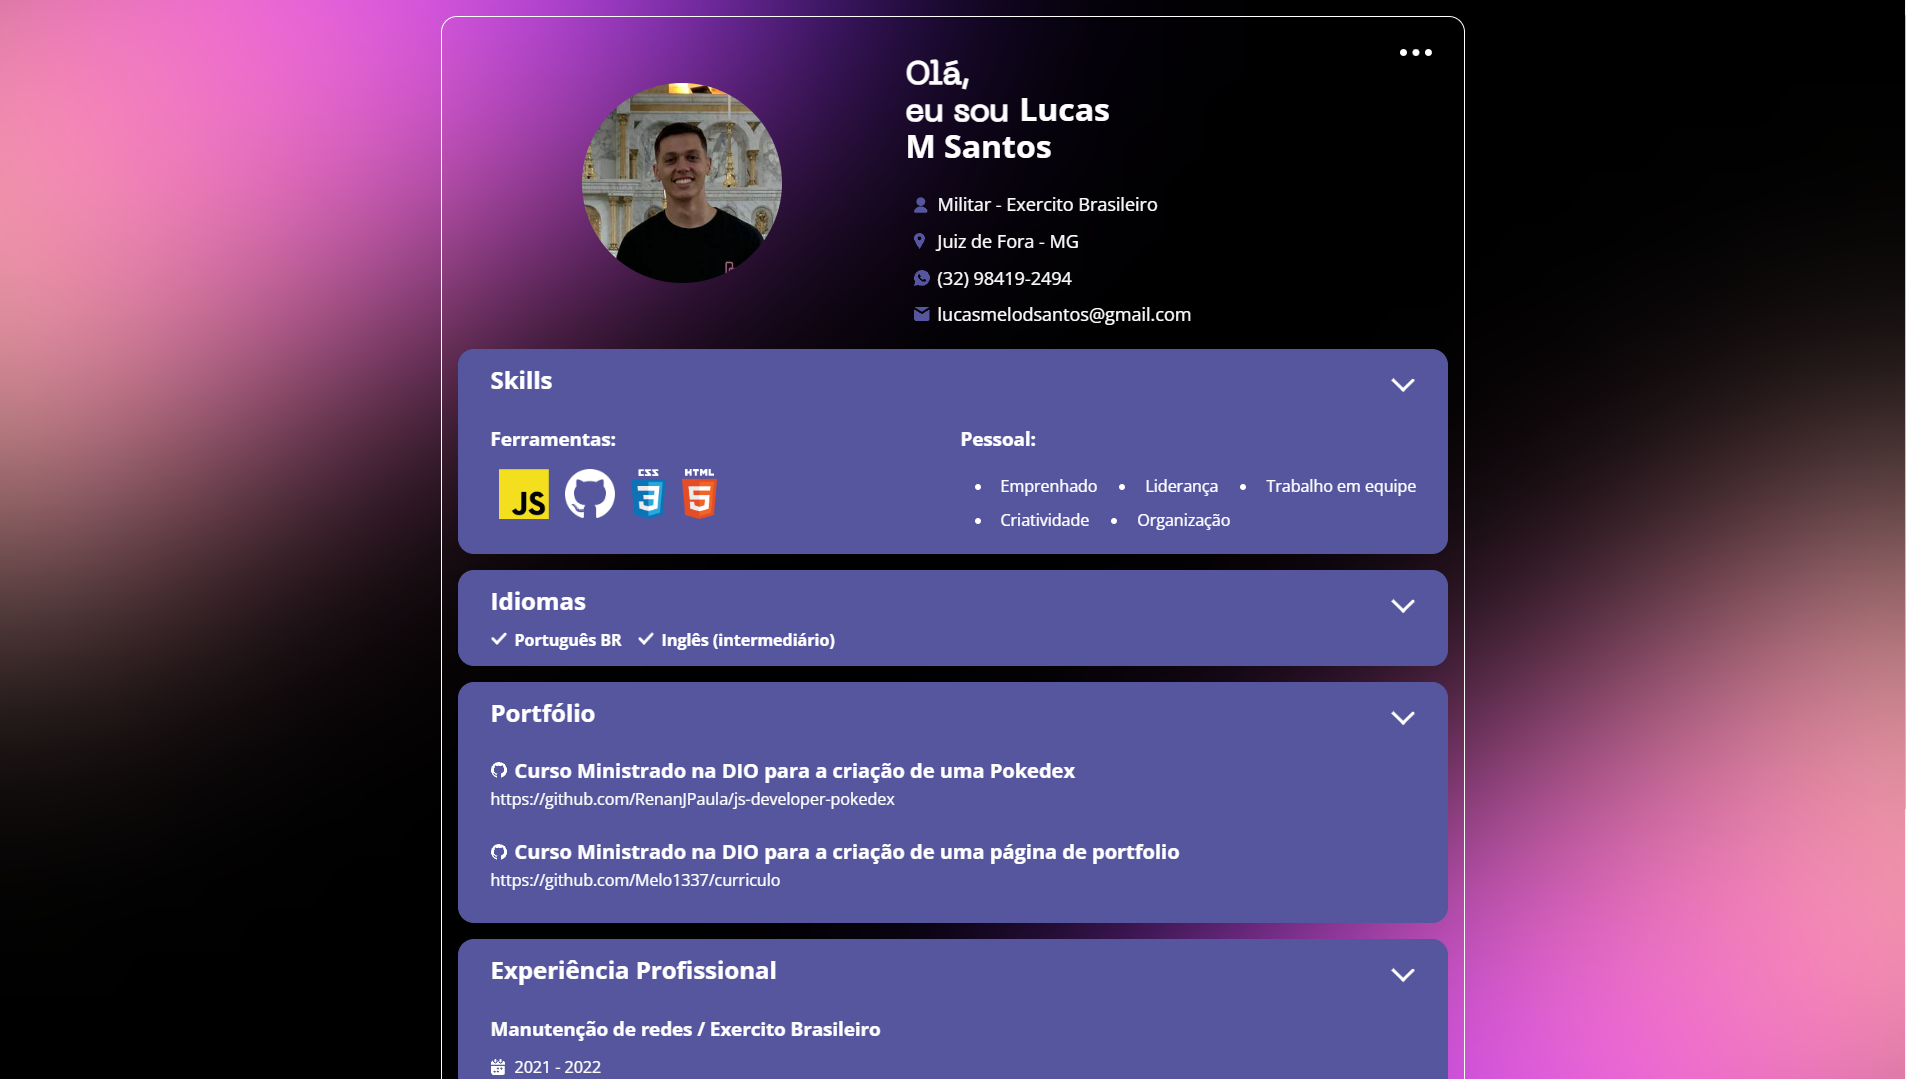 Olá,
eu sou Lucas
M Santos
Militar - Exercito Brasileiro
Juiz de Fora - MG
(32) 98419-2494
lucasmelodsantos@gmail.com
Skills
Ferramentas:
JS
CSS
3
HTML
5
Pessoal:
Emprenhado
Liderança
Trabalho em equipe
Criatividade
Organização
Idiomas
Português BR
Inglês (intermediário)
Portfólio
Curso Ministrado na DIO para a criação de uma Pokedex
https://github.com/RenanJPaula/js-developer-pokedex
Curso Ministrado na DIO para a criação de uma página de portfolio
https://github.com/Melo1337/curriculo
Experiência Profissional
Manutenção de redes / Exercito Brasileiro
2021 - 2022